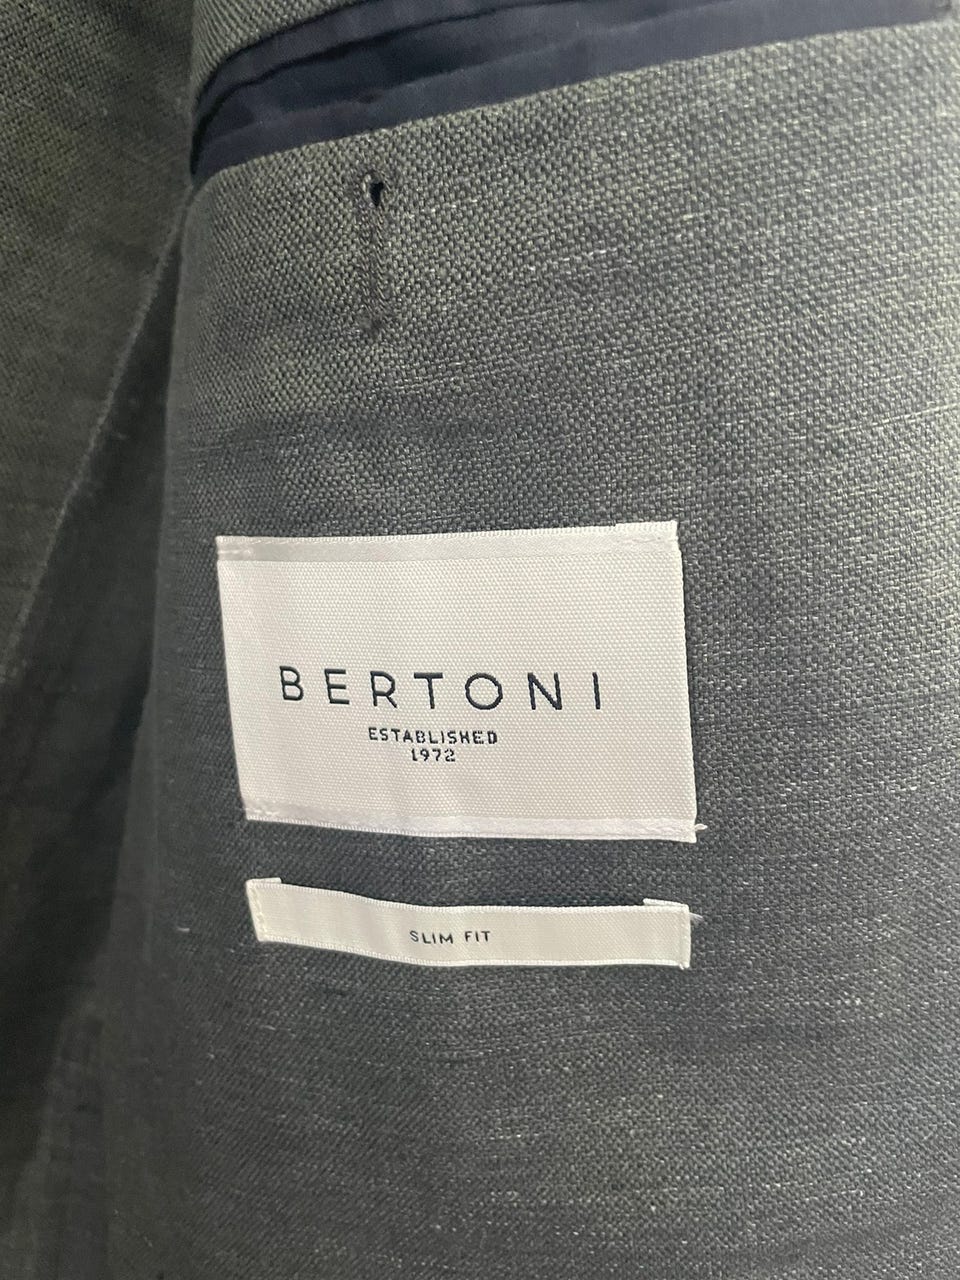 BERTONI
ESTABLISHED
1972
SLIM FIT